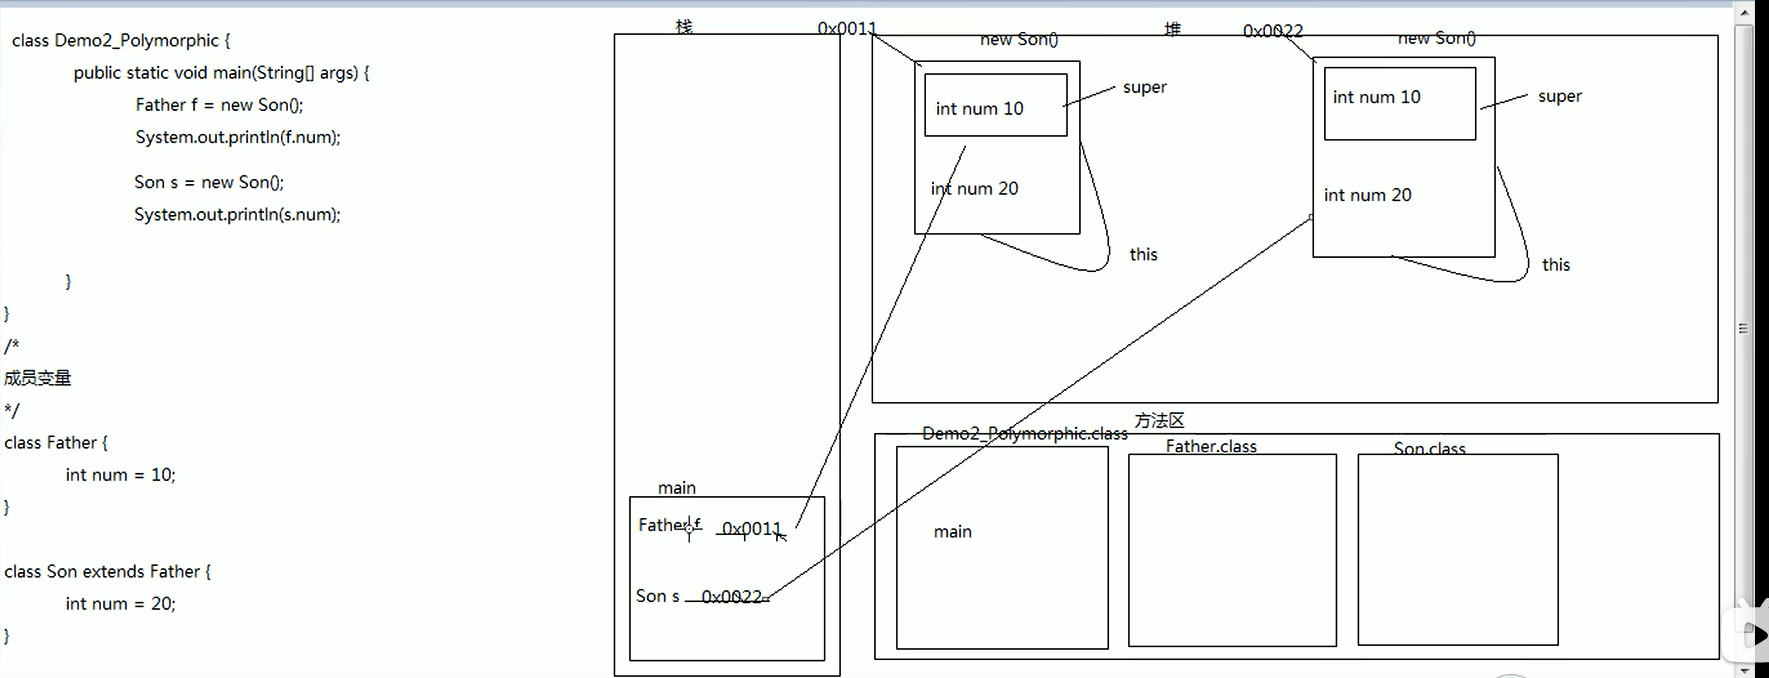 class Demo2_Polymorphic {
public static void main(String[] args) {
Father f = new Son();
System.out.println(f.num);
Son s = new Son();
System.out.println(s.num);
}
}
/*
成员变量
*/
class Father {
int num = 10;
}
class Son extends Father {
int num = 20;
}
栈
main
Father f 0x0011
Son s 0x0022
堆
0x0011
new Son()
int num 10
super
int num 20
this
0x0022
new Son()
int num 10
super
int num 20
this
方法区
Demo2_Polymorphic.class
main
Father.class
Son.class